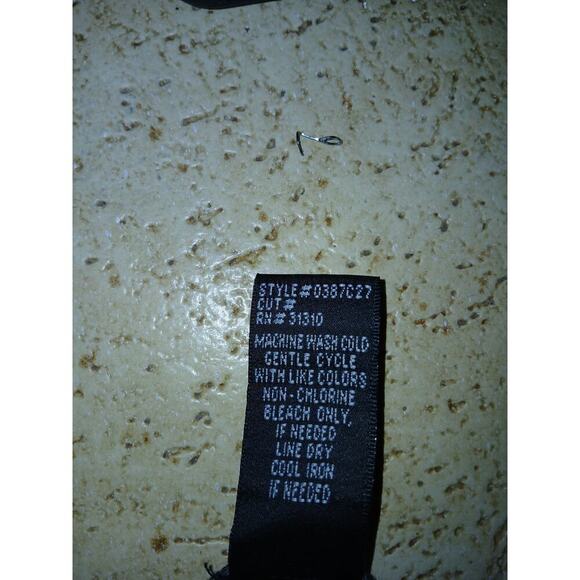 STYLE# 0387C27
CUT#
RN# 31310
MACHINE WASH COLD
GENTLE CYCLE
WITH LIKE COLORS
NON-CHLORINE
BLEACH ONLY,
IF NEEDED
LINE DRY
COOL IRON
IF NEEDED